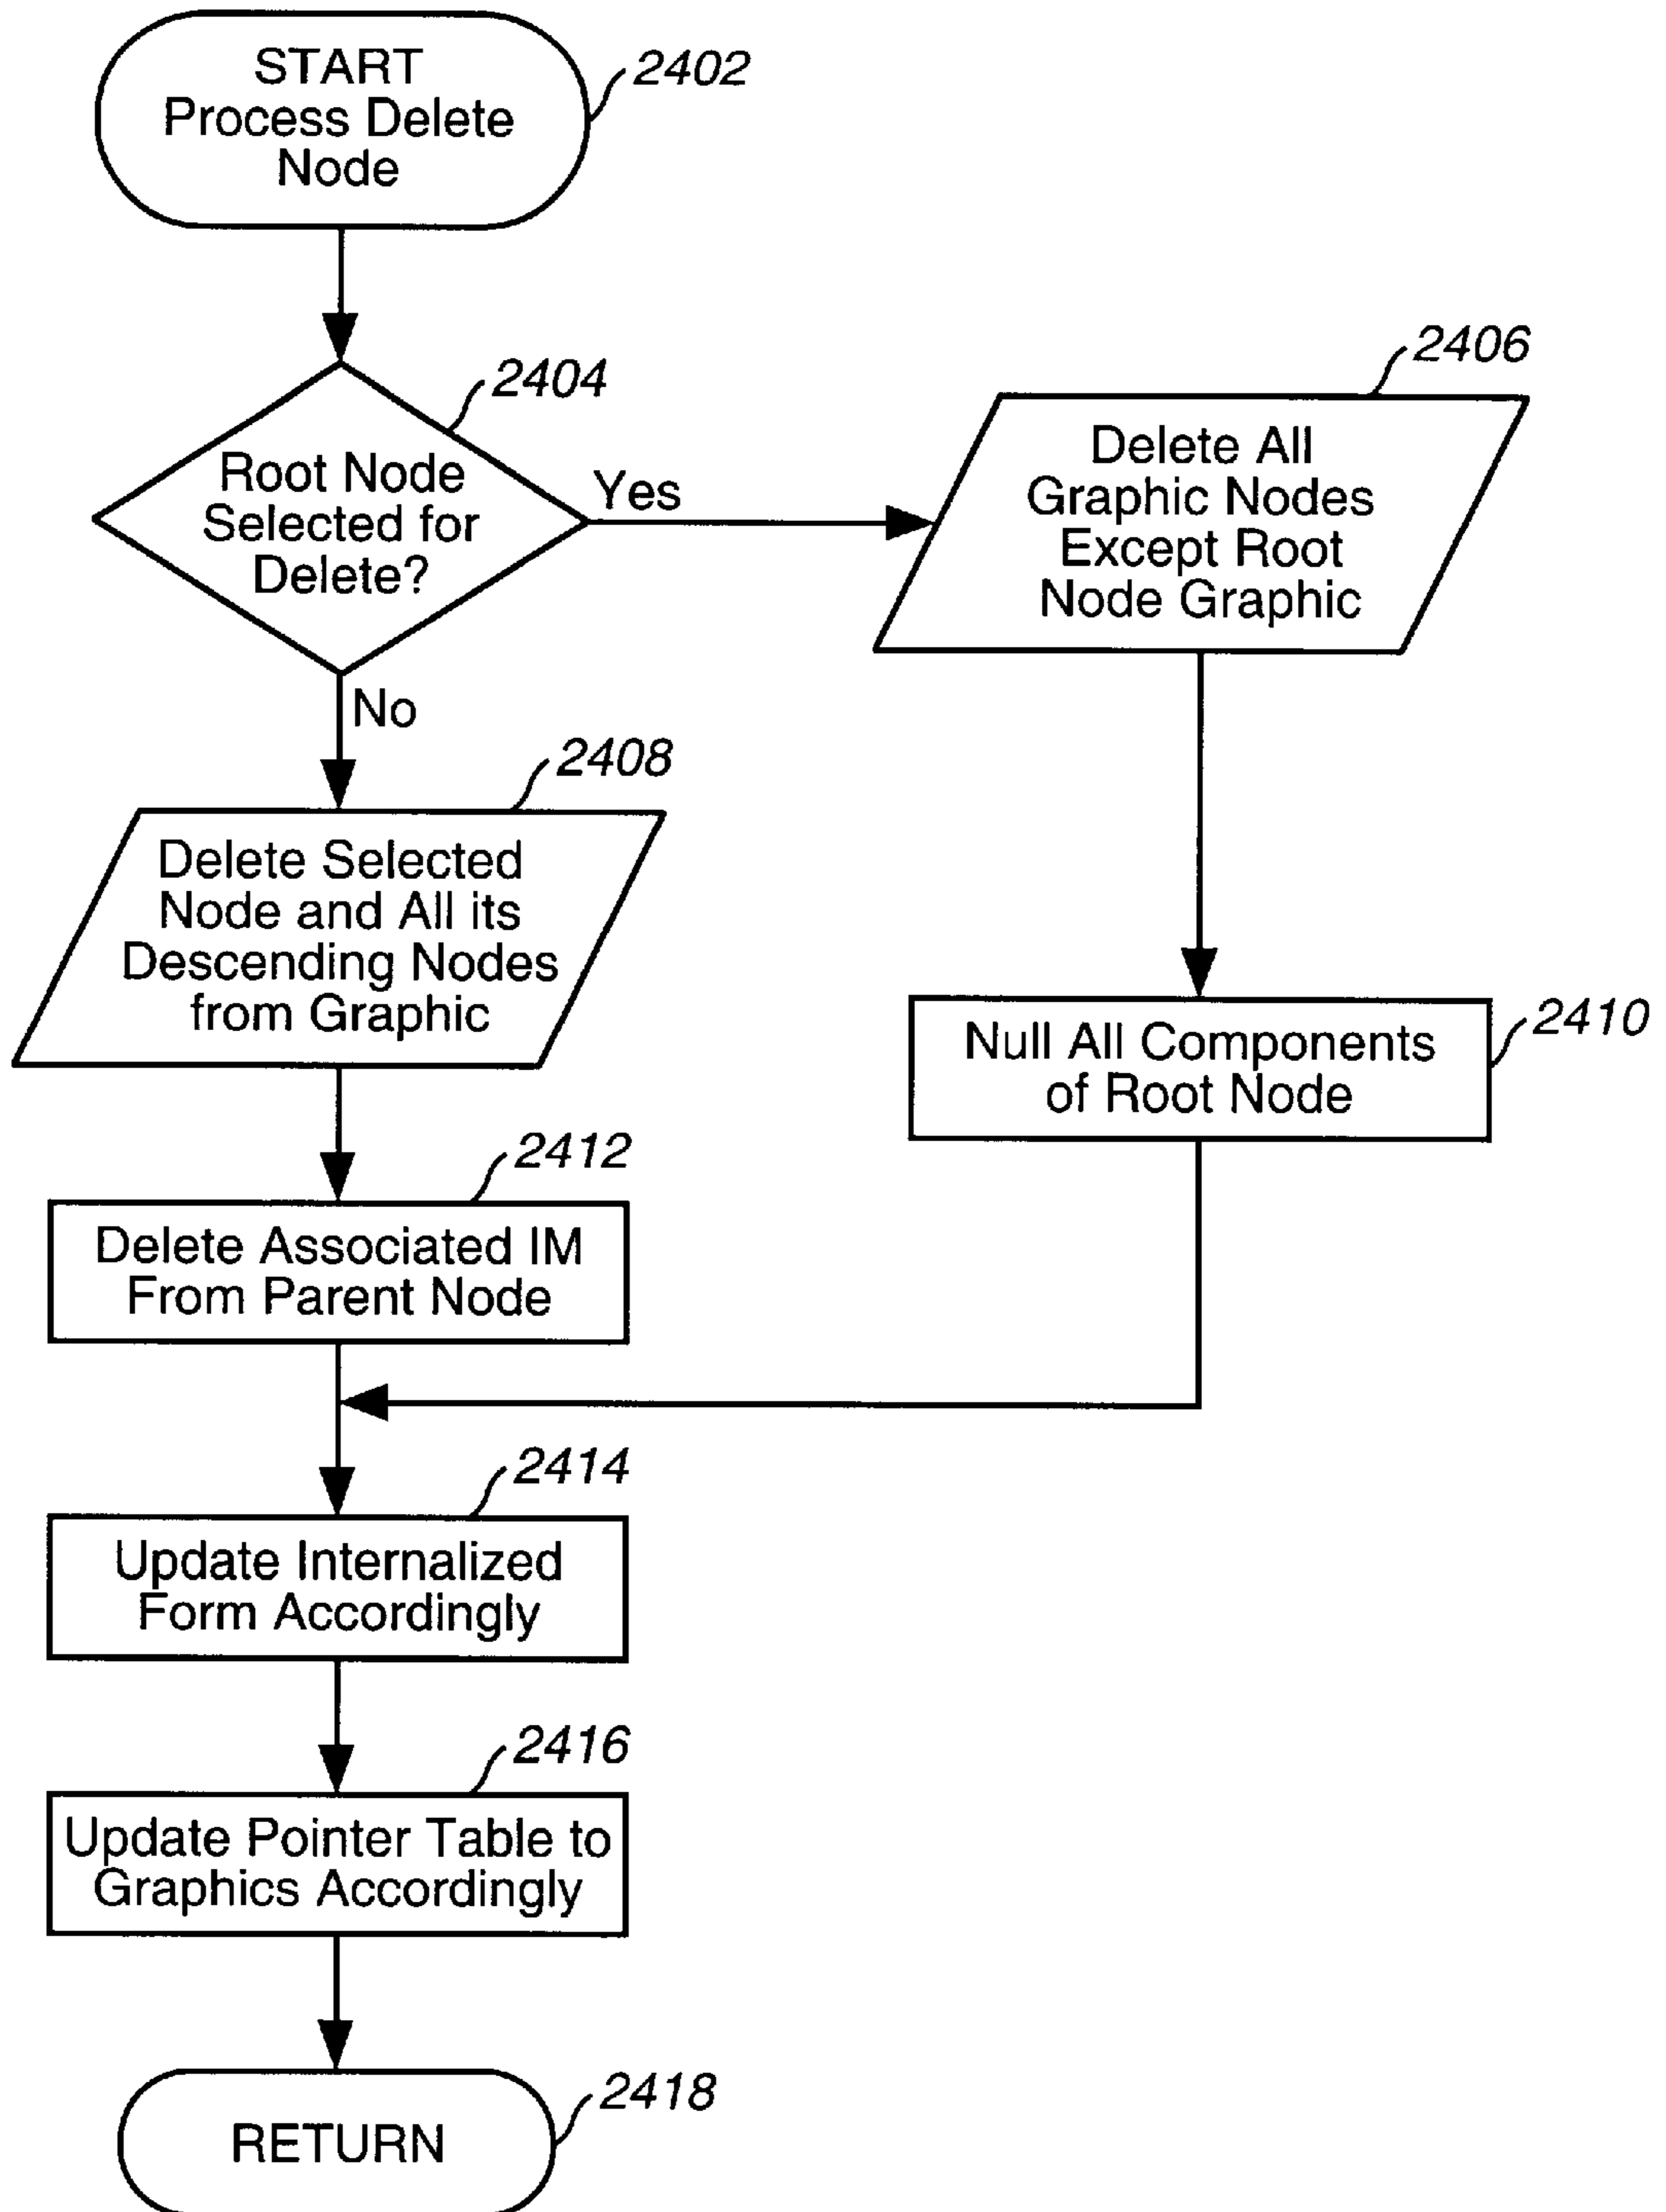 START
Process Delete
Node
2402
2404
Root Node
Selected for
Delete?
Yes
No
2406
Delete All
Graphic Nodes
Except Root
Node Graphic
2408
Delete Selected
Node and All its
Descending Nodes
from Graphic
2410
Null All Components
of Root Node
2412
Delete Associated IM
From Parent Node
2414
Update Internalized
Form Accordingly
2416
Update Pointer Table to
Graphics Accordingly
2418
RETURN